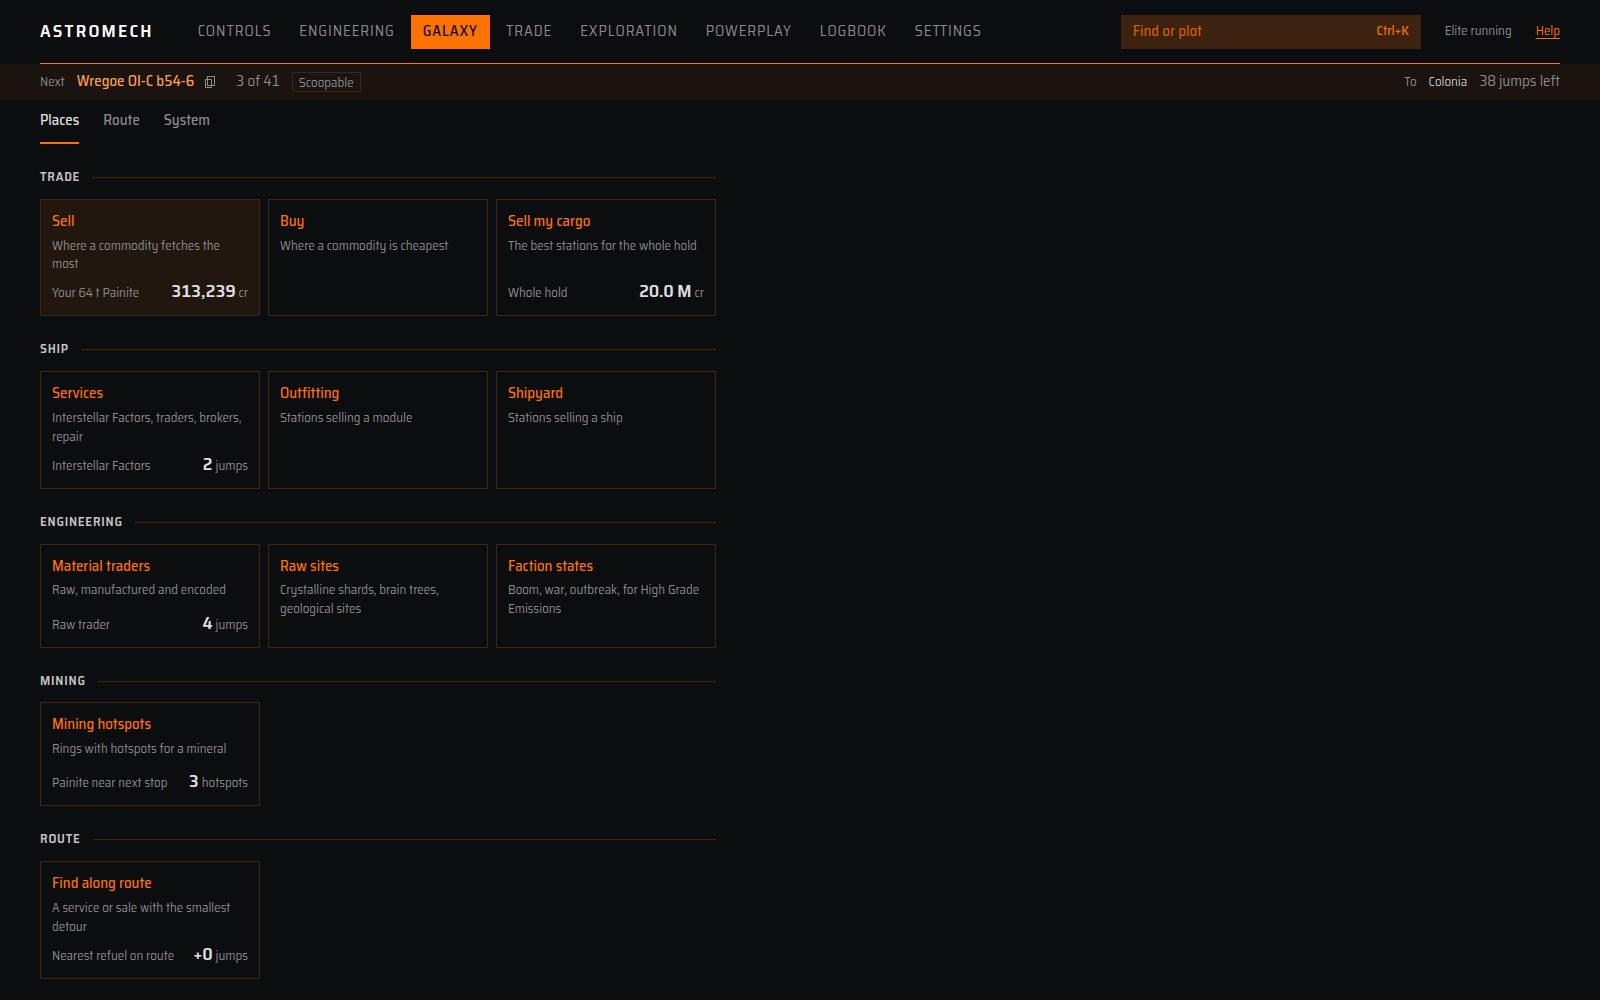 ASTROMECH
CONTROLS
ENGINEERING
GALAXY
TRADE
EXPLORATION
POWERPLAY
LOGBOOK
SETTINGS
Find or plot
Ctrl+K
Elite running
Help
Next
Wregoe OI-C b54-6
3 of 41
Scoopable
To
Colonia
38 jumps left
Places
Route
System
TRADE
Sell
Where a commodity fetches the
most
Your 64 t Painite
313,239 cr
Buy
Where a commodity is cheapest
Sell my cargo
The best stations for the whole hold
Whole hold
20.0 M cr
SHIP
Services
Interstellar Factors, traders, brokers,
repair
Interstellar Factors
2 jumps
Outfitting
Stations selling a module
Shipyard
Stations selling a ship
ENGINEERING
Material traders
Raw, manufactured and encoded
Raw trader
4 jumps
Raw sites
Crystalline shards, brain trees,
geological sites
Faction states
Boom, war, outbreak, for High Grade
Emissions
MINING
Mining hotspots
Rings with hotspots for a mineral
Painite near next stop
3 hotspots
ROUTE
Find along route
A service or sale with the smallest
detour
Nearest refuel on route
+0 jumps